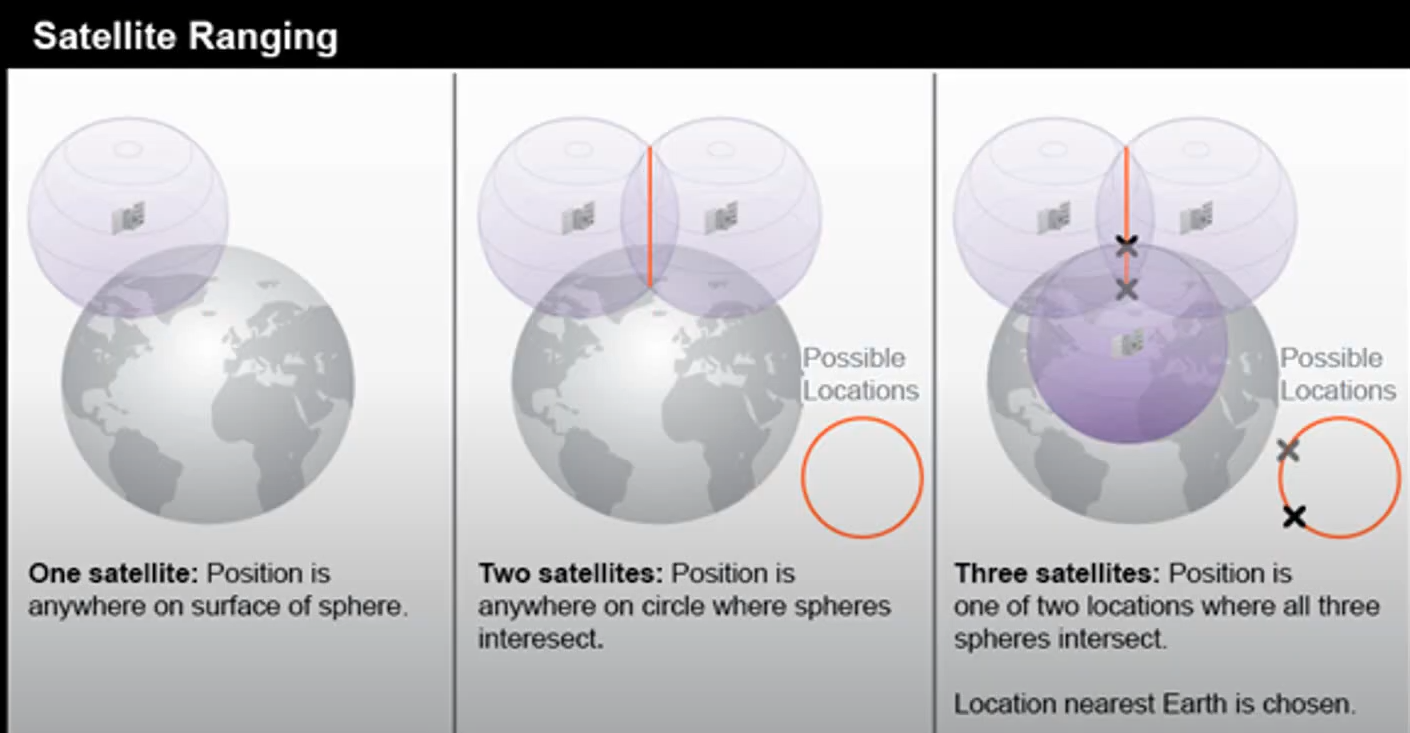 Satellite Ranging
One satellite: Position is
anywhere on surface of sphere.
Possible
Locations
Two satellites: Position is
anywhere on circle where spheres
interesect.
Possible
Locations
Three satellites: Position is
one of two locations where all three
spheres intersect.
Location nearest Earth is chosen.